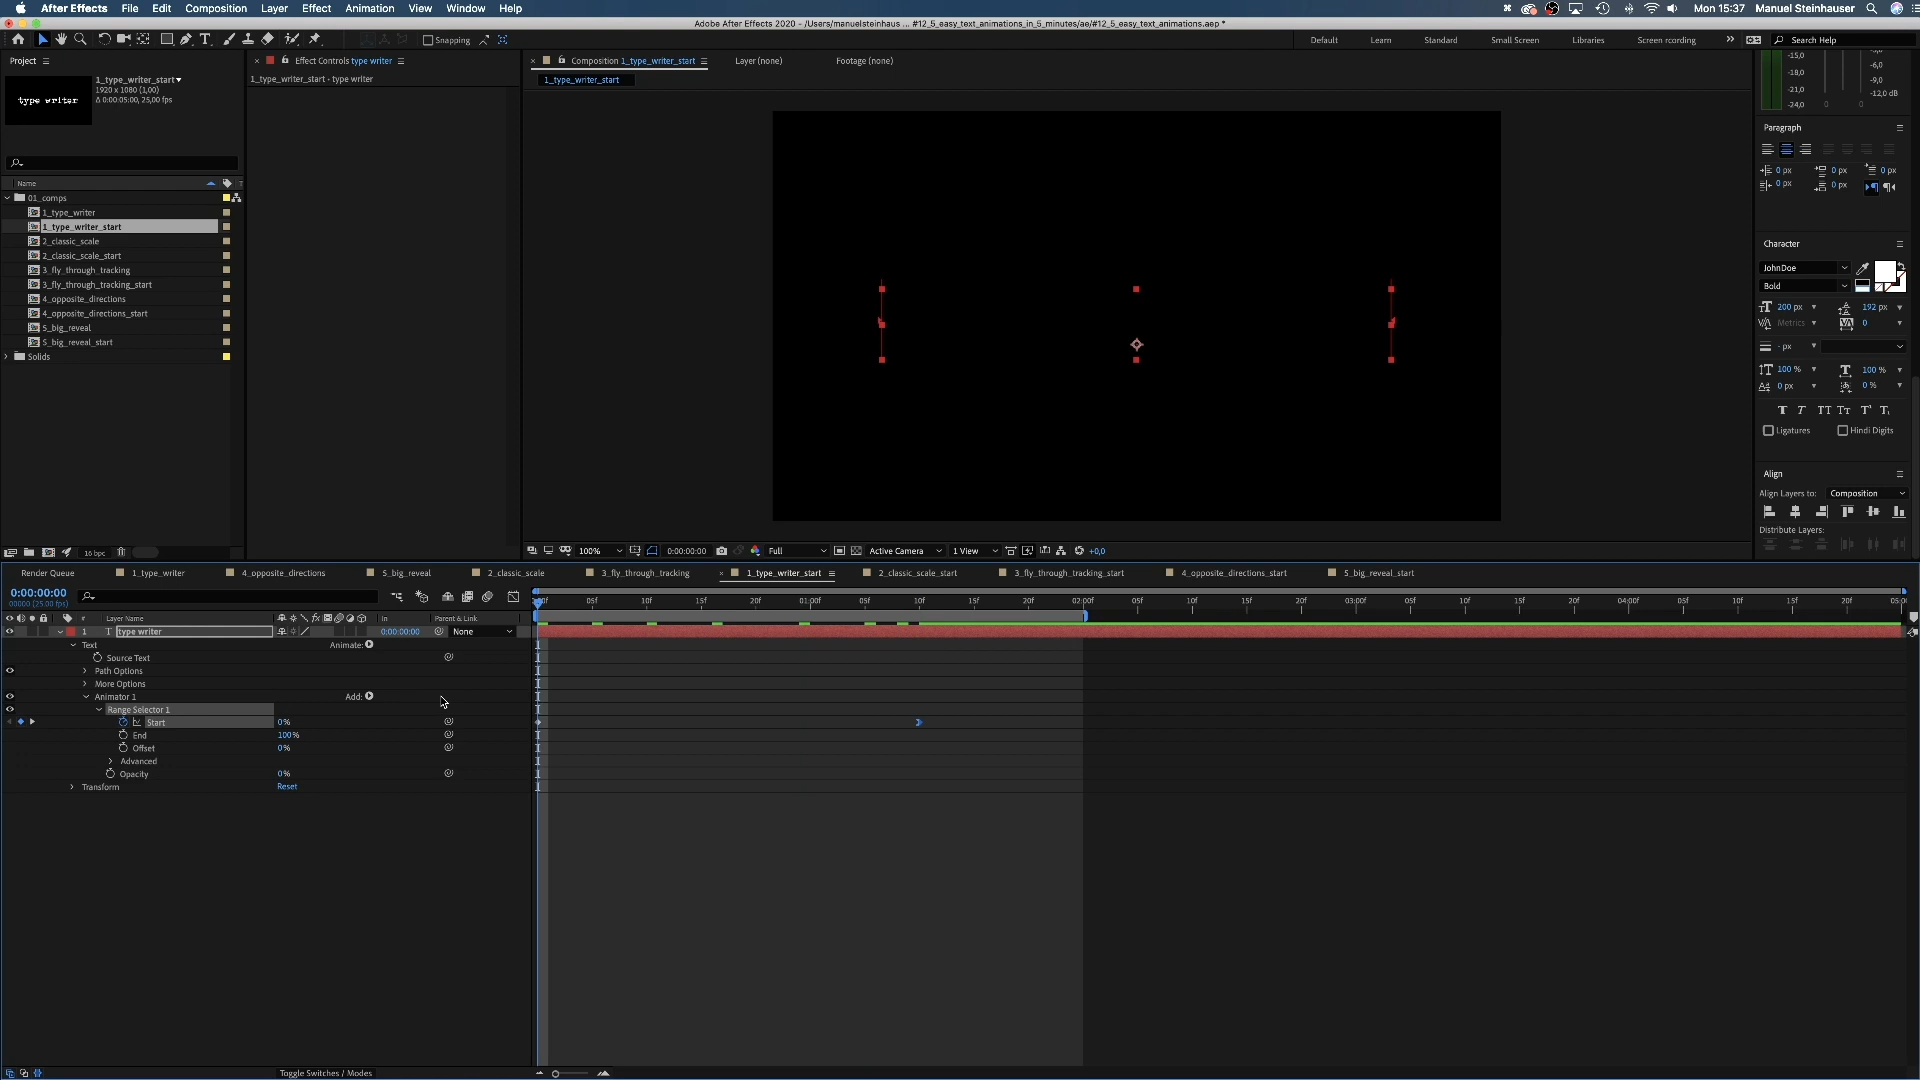 After Effects File Edit Composition Layer Effect Animation View Window Help
Mon 15:37 Manuel Steinhauser
Adobe After Effects 2020 - /Users/manuelsteinhaus ... #12_5_easy_text_animations_in_5_minutes/ae/#12_5_easy_text_animations.aep *
Snapping
Default Learn Standard Small Screen Libraries Screen rcording Search Help
Project
Effect Controls type writer
Composition 1_type_writer_start
Layer (none)
Footage (none)
1_type_writer_start
1920 x 1080 (1,00)
Δ 0:00:05:00, 25,00 fps
type writer
1_type_writer_start · type writer
1_type_writer_start
-15,0
-18,0
-21,0
-24,0
0 0
-6,0
-9,0
-12,0 dB
Paragraph
0 px 0 px 0 px
0 px 0 px
Name
01_comps
1_type_writer
1_type_writer_start
2_classic_scale
2_classic_scale_start
3_fly_through_tracking
3_fly_through_tracking_start
4_opposite_directions
4_opposite_directions_start
5_big_reveal
5_big_reveal_start
Solids
Character
JohnDoe
Bold
200 px 192 px
Metrics 0
- px
100 % 100 %
0 px 0 %
Ligatures Hindi Digits
Align
Align Layers to: Composition
Distribute Layers:
16 bpc
100% 0:00:00:00 Full Active Camera 1 View +0,0
Render Queue 1_type_writer 4_opposite_directions 5_big_reveal 2_classic_scale 3_fly_through_tracking 1_type_writer_start 2_classic_scale_start 3_fly_through_tracking_start 4_opposite_directions_start 5_big_reveal_start
0:00:00:00
00000 (25.00 fps)
05f 10f 15f 20f 01:00f 05f 10f 15f 20f 02:00f 05f 10f 15f 20f 03:00f 05f 10f 15f 20f 04:00f 05f 10f 15f 20f
# Layer Name In Parent & Link
1 T type writer 0:00:00:00 None
Text Animate:
Source Text
Path Options
More Options
Animator 1 Add:
Range Selector 1
Start 0%
End 100%
Offset 0%
Advanced
Opacity 0%
Transform Reset
Toggle Switches / Modes